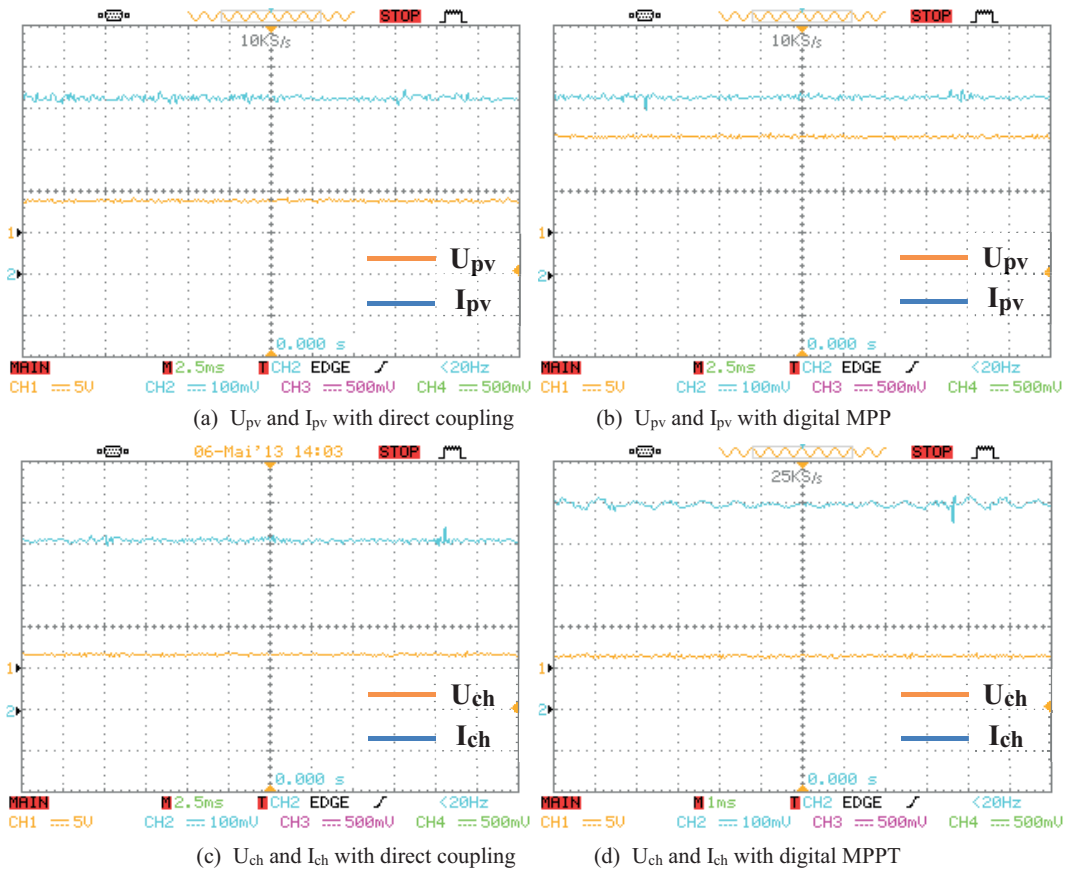 STOP
STOP
10KS/s
10KS/s
1
2
1
2
Upv
Ipv
Upv
Ipv
0.000 s
0.000 s
MAIN M 2.5ms T CH2 EDGE <20Hz
CH1 5V CH2 100mV CH3 500mV CH4 500mV
MAIN M 2.5ms T CH2 EDGE <20Hz
CH1 5V CH2 100mV CH3 500mV CH4 500mV
(a) Upv and Ipv with direct coupling
(b) Upv and Ipv with digital MPP
06-Mai'13 14:03 STOP
STOP
25KS/s
1
2
1
2
Uch
Ich
Uch
Ich
0.000 s
0.000 s
MAIN M 2.5ms T CH2 EDGE <20Hz
CH1 5V CH2 100mV CH3 500mV CH4 500mV
MAIN M 1ms T CH2 EDGE <20Hz
CH1 5V CH2 100mV CH3 500mV CH4 500mV
(c) Uch and Ich with direct coupling
(d) Uch and Ich with digital MPPT